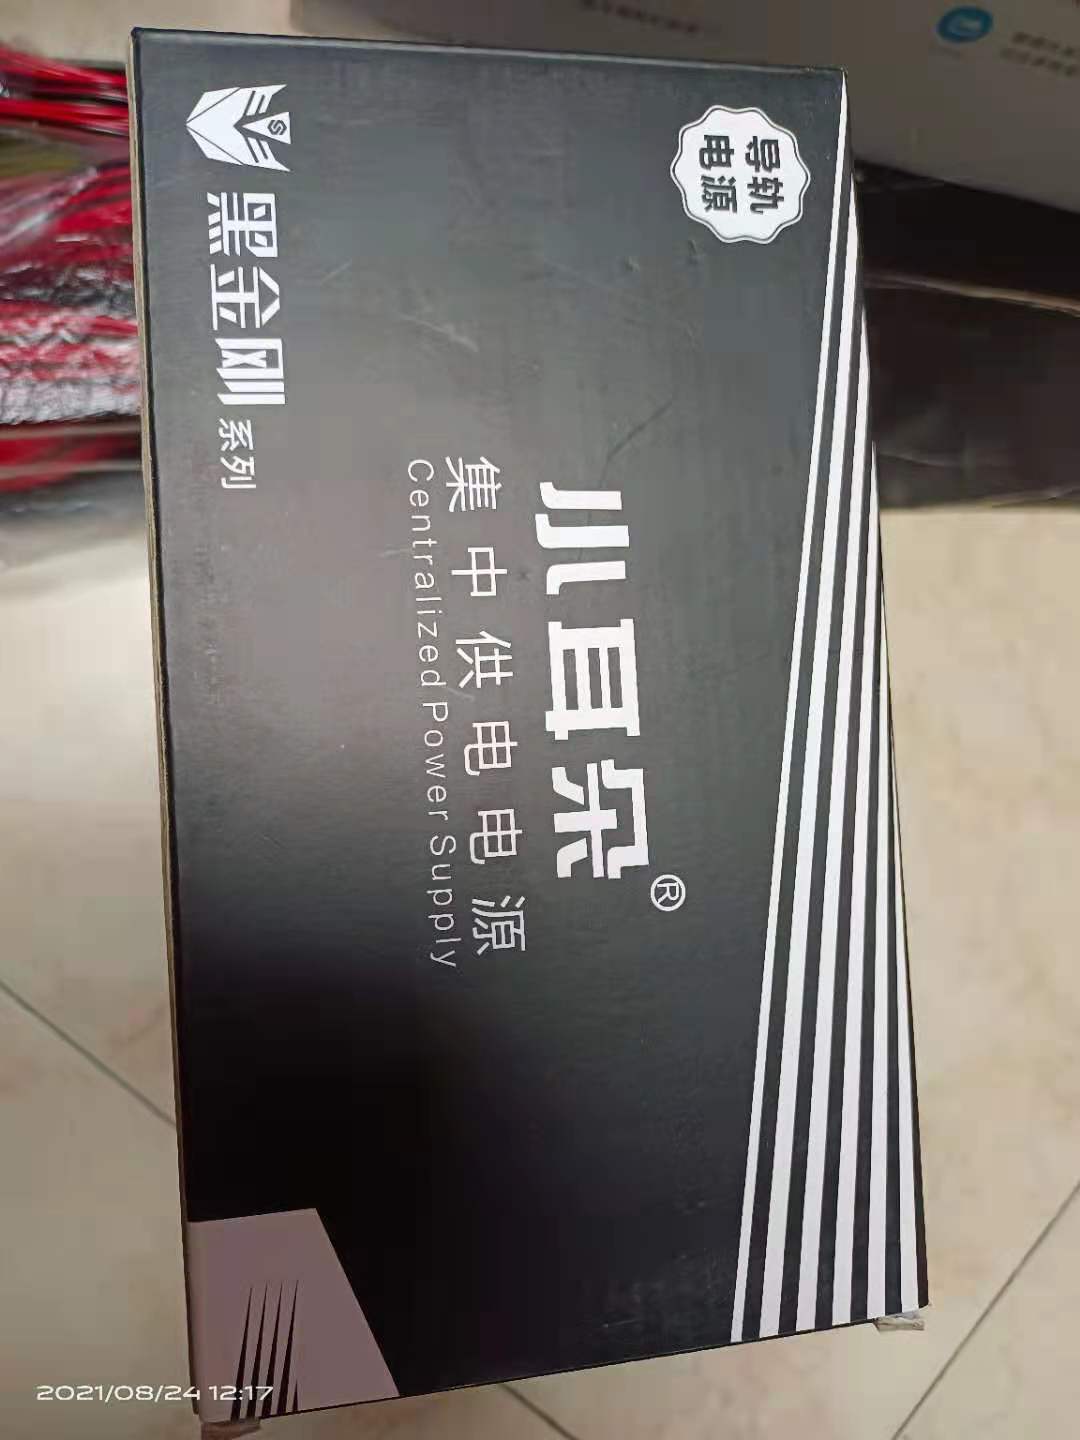 导轨
电源
小耳朵®
集中供电电源
Centralized Power Supply
黑金刚系列
2021/08/24 12:17